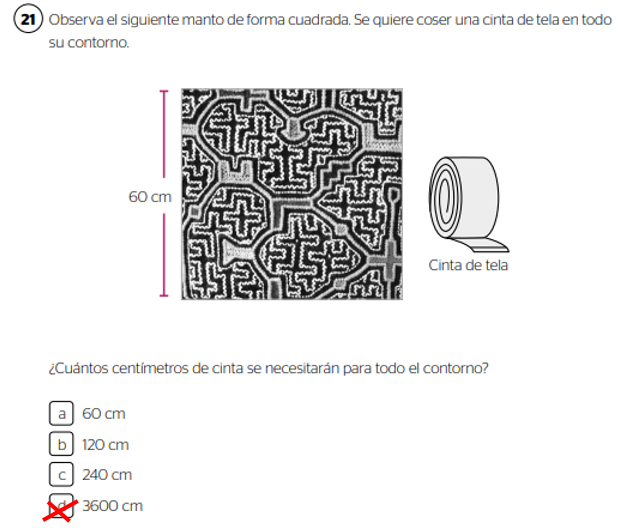 21 Observa el siguiente manto de forma cuadrada. Se quiere coser una cinta de tela en todo
su contorno.
60 cm
Cinta de tela
¿Cuántos centímetros de cinta se necesitarán para todo el contorno?
a 60 cm
b 120 cm
c 240 cm
d 3600 cm